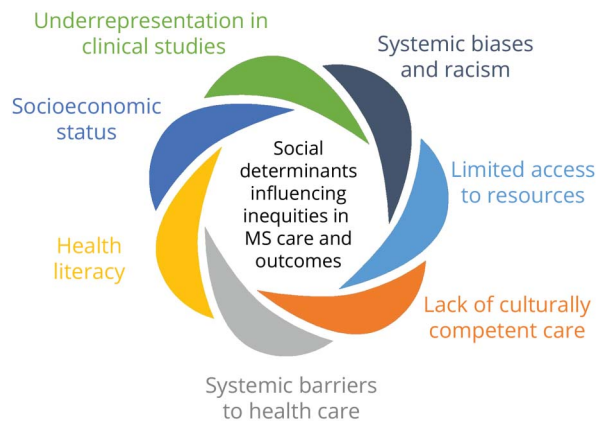 Underrepresentation in
clinical studies
Systemic biases
and racism
Socioeconomic
status
Social
determinants
influencing
inequities in
MS care and
outcomes
Limited access
to resources
Health
literacy
Lack of culturally
competent care
Systemic barriers
to health care